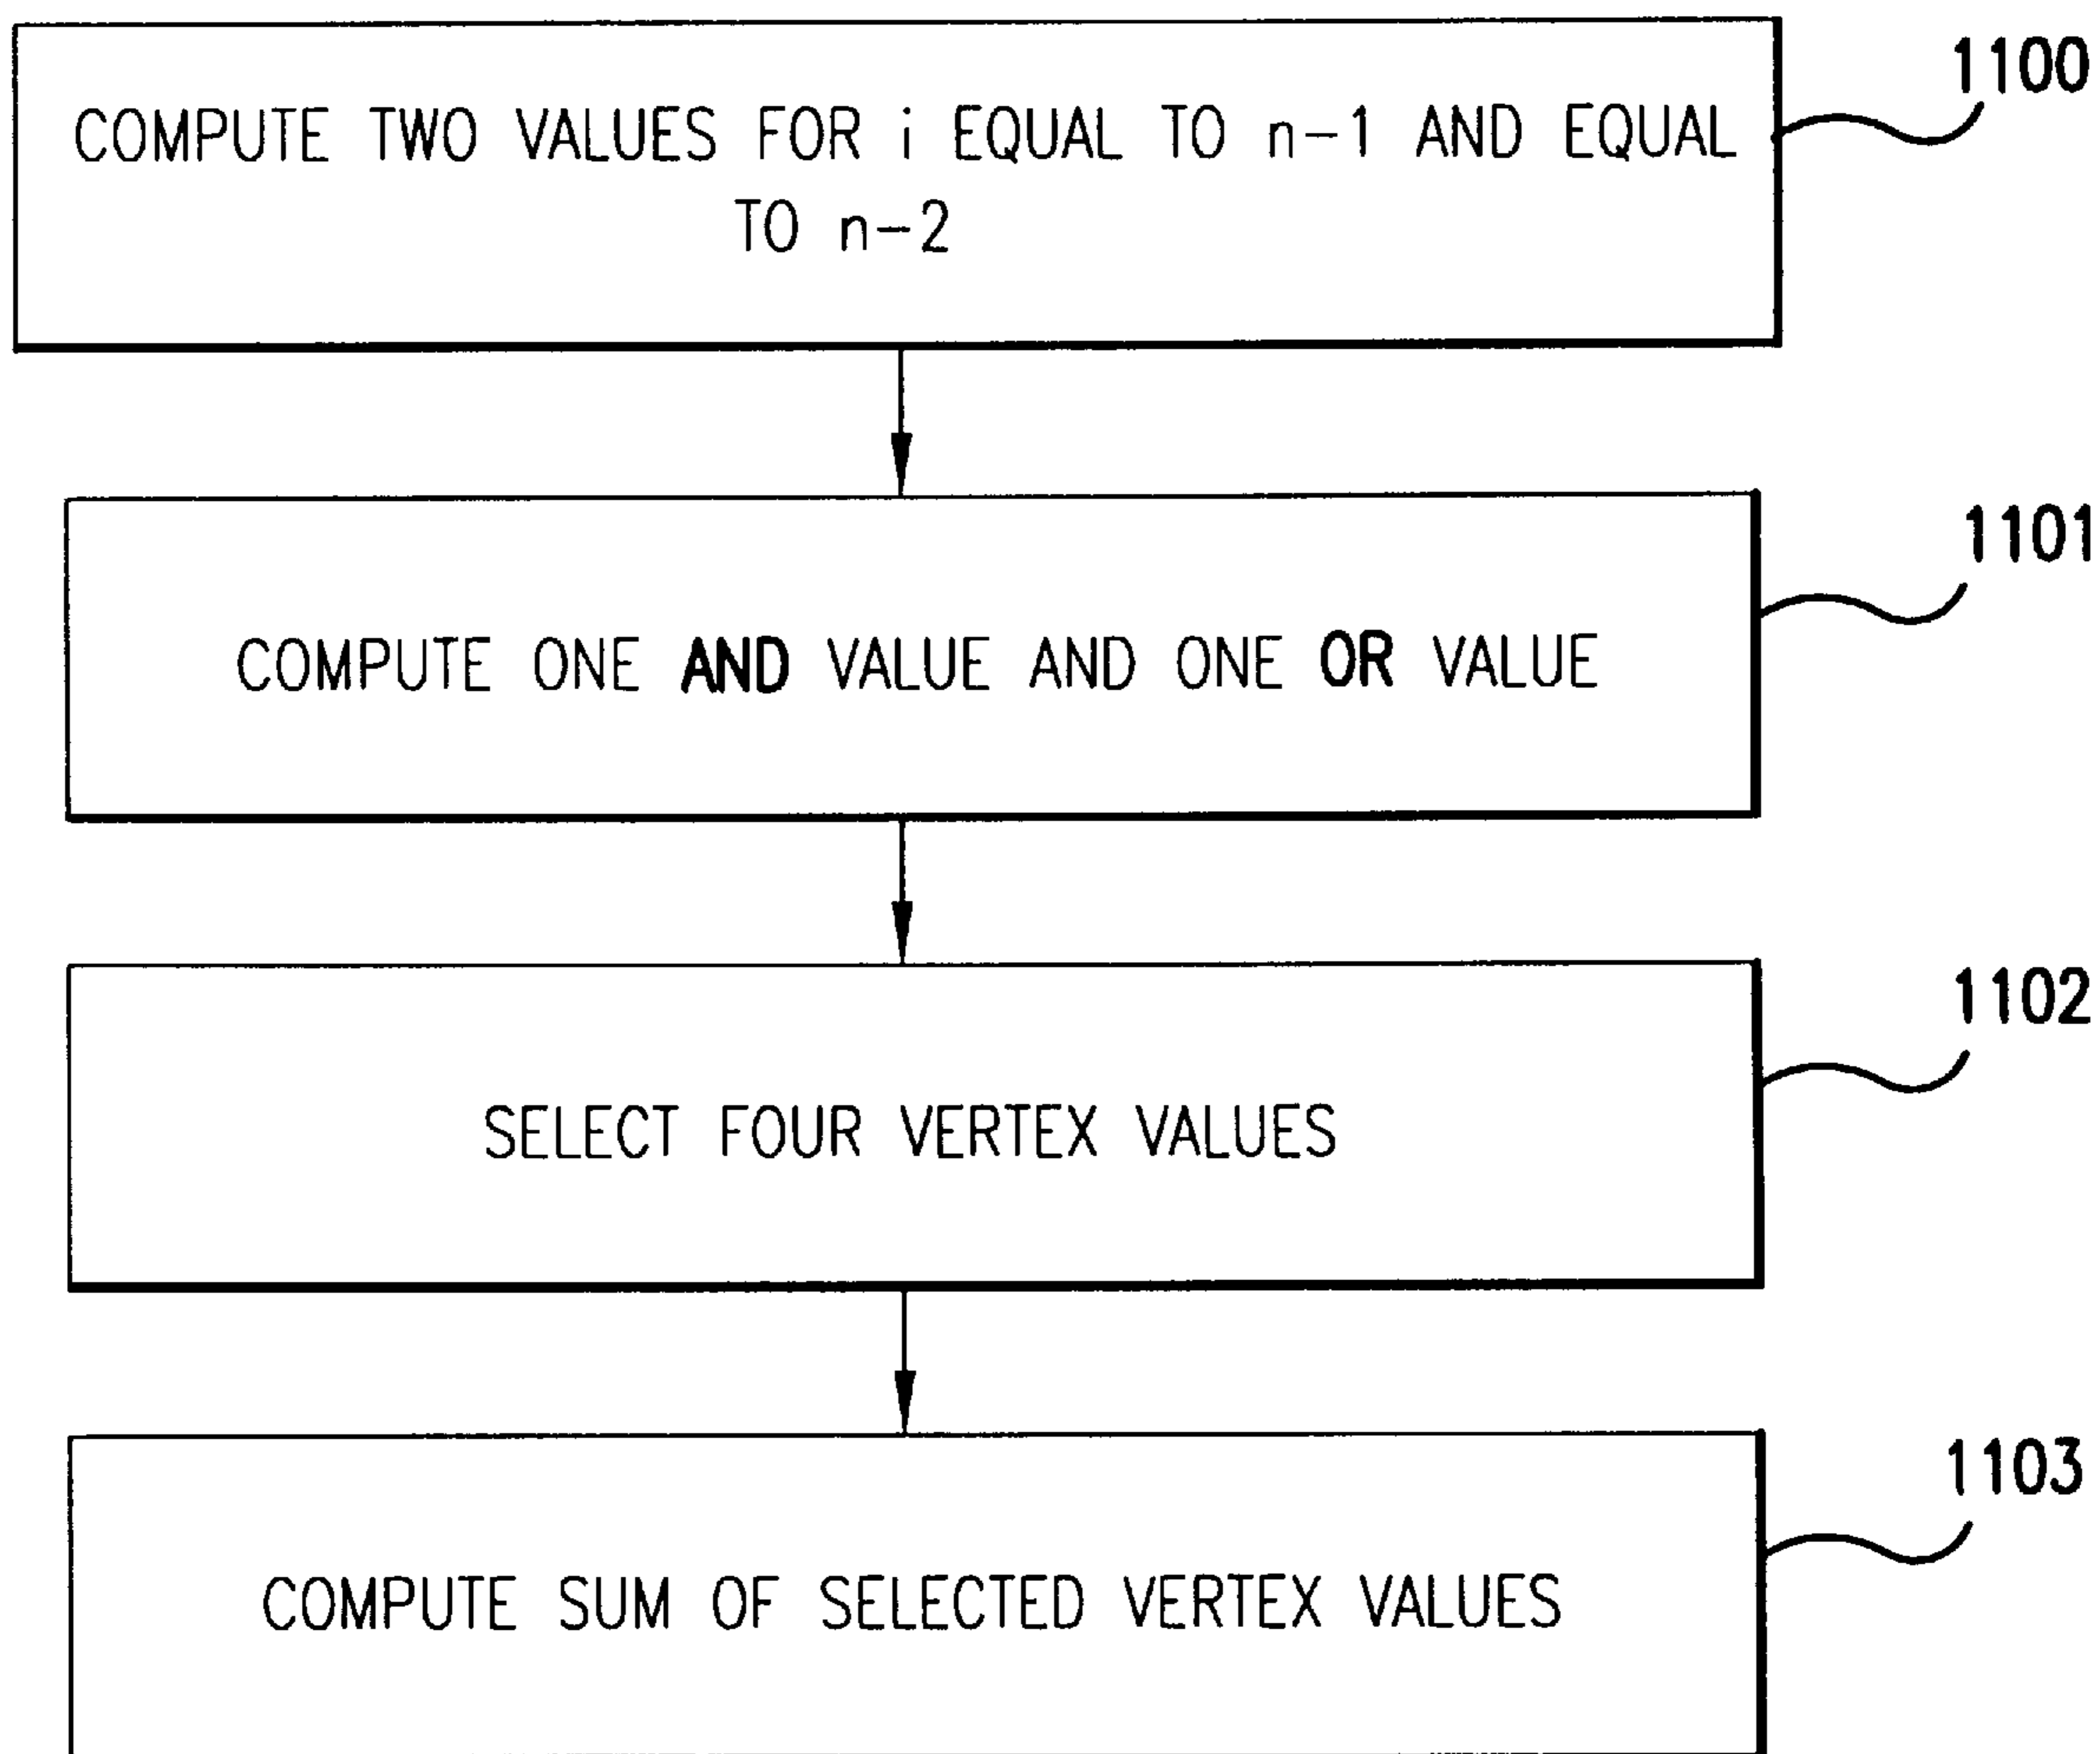 1100
COMPUTE TWO VALUES FOR i EQUAL TO n-1 AND EQUAL
TO n-2
1101
COMPUTE ONE AND VALUE AND ONE OR VALUE
1102
SELECT FOUR VERTEX VALUES
1103
COMPUTE SUM OF SELECTED VERTEX VALUES